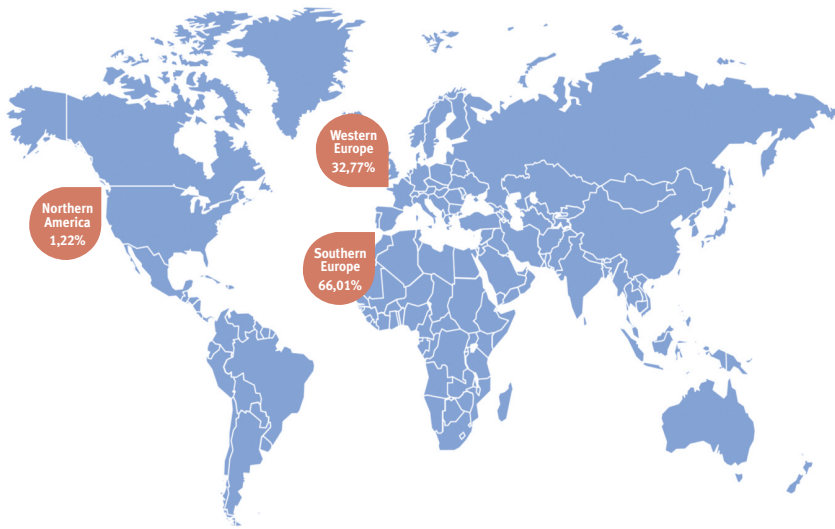 Western
Europe
32,77%
Northern
America
1,22%
Southern
Europe
66,01%